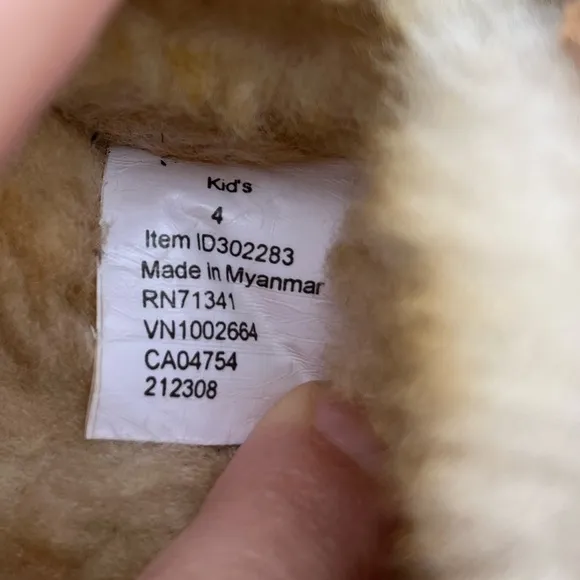 Kid's
4
Item ID302283
Made In Myanmar
RN71341
VN1002664
CA04754
212308